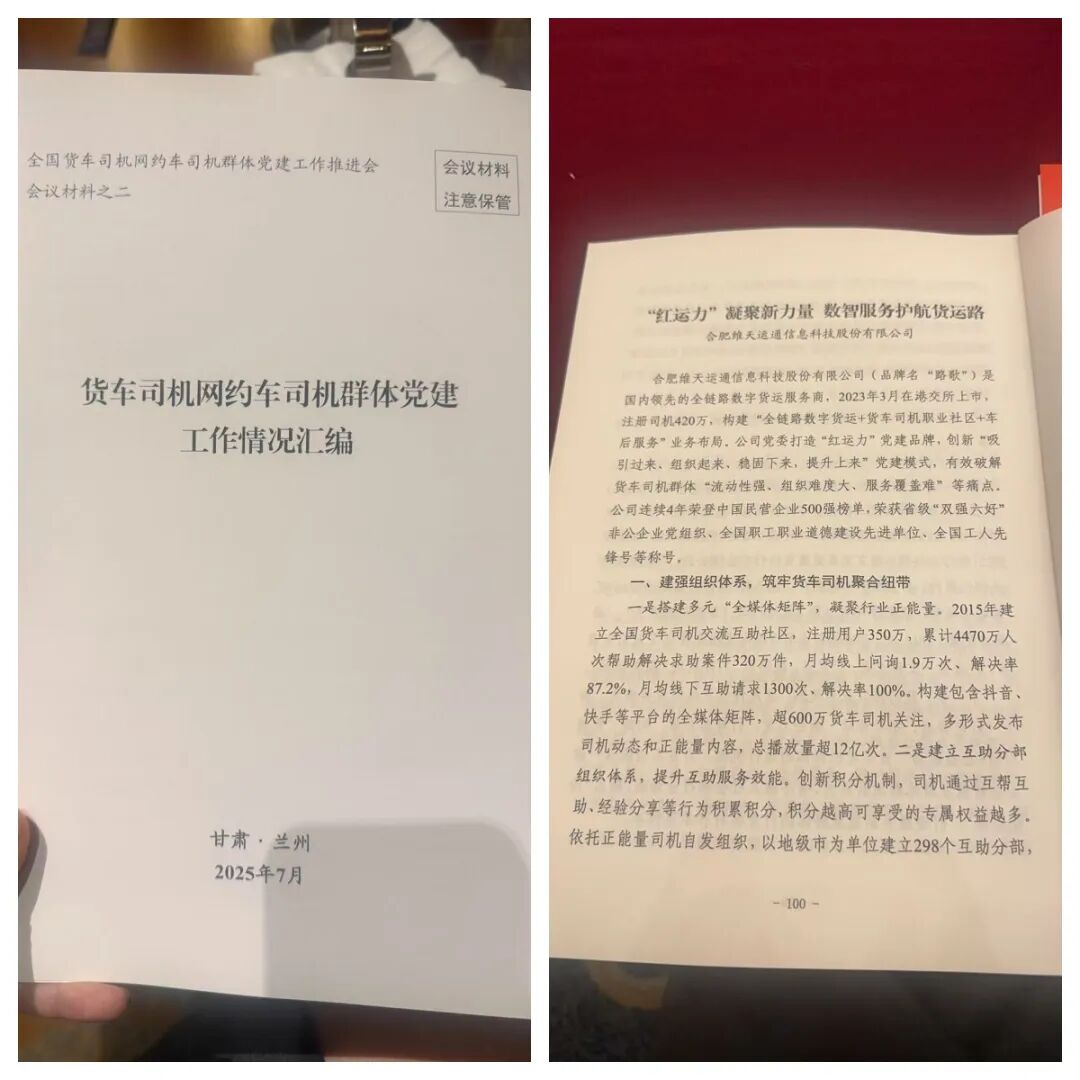 全国货车司机网约车司机群体党建工作推进会
会议材料之二
会议材料
注意保管
货车司机网约车司机群体党建
工作情况汇编
甘肃·兰州
2025年7月
“红运力”凝聚新力量 数智服务护航货运路
合肥维天运通信息科技股份有限公司
合肥维天运通信息科技股份有限公司（品牌名“路歌”）是
国内领先的全链路数字货运服务商，2023年3月在港交所上市，
注册司机420万，构建“全链路数字货运+货车司机职业社区+车
后服务”业务布局。公司党委打造“红运力”党建品牌，创新“吸
引过来、组织起来、稳固下来，提升上来”党建模式，有效破解
货车司机群体“流动性强、组织难度大、服务覆盖难”等痛点。
公司连续4年荣登中国民营企业500强榜单，荣获省级“双强六好”
非公企业党组织、全国职工职业道德建设先进单位、全国工人先
锋号等称号。
一、建强组织体系，筑牢货车司机聚合纽带
一是搭建多元“全媒体矩阵”，凝聚行业正能量。2015年建
立全国货车司机交流互助社区，注册用户350万，累计4470万人
次帮助解决求助案件320万件，月均线上问询1.9万次、解决率
87.2%，月均线下互助请求1300次、解决率100%。构建包含抖音、
快手等平台的全媒体矩阵，超600万货车司机关注，多形式发布
司机动态和正能量内容，总播放量超12亿次。二是建立互助分部
组织体系，提升互助服务效能。创新积分机制，司机通过互帮互
助、经验分享等行为积累积分，积分越高可享受的专属权益越多。
依托正能量司机自发组织，以地级市为单位建立298个互助分部，
- 100 -